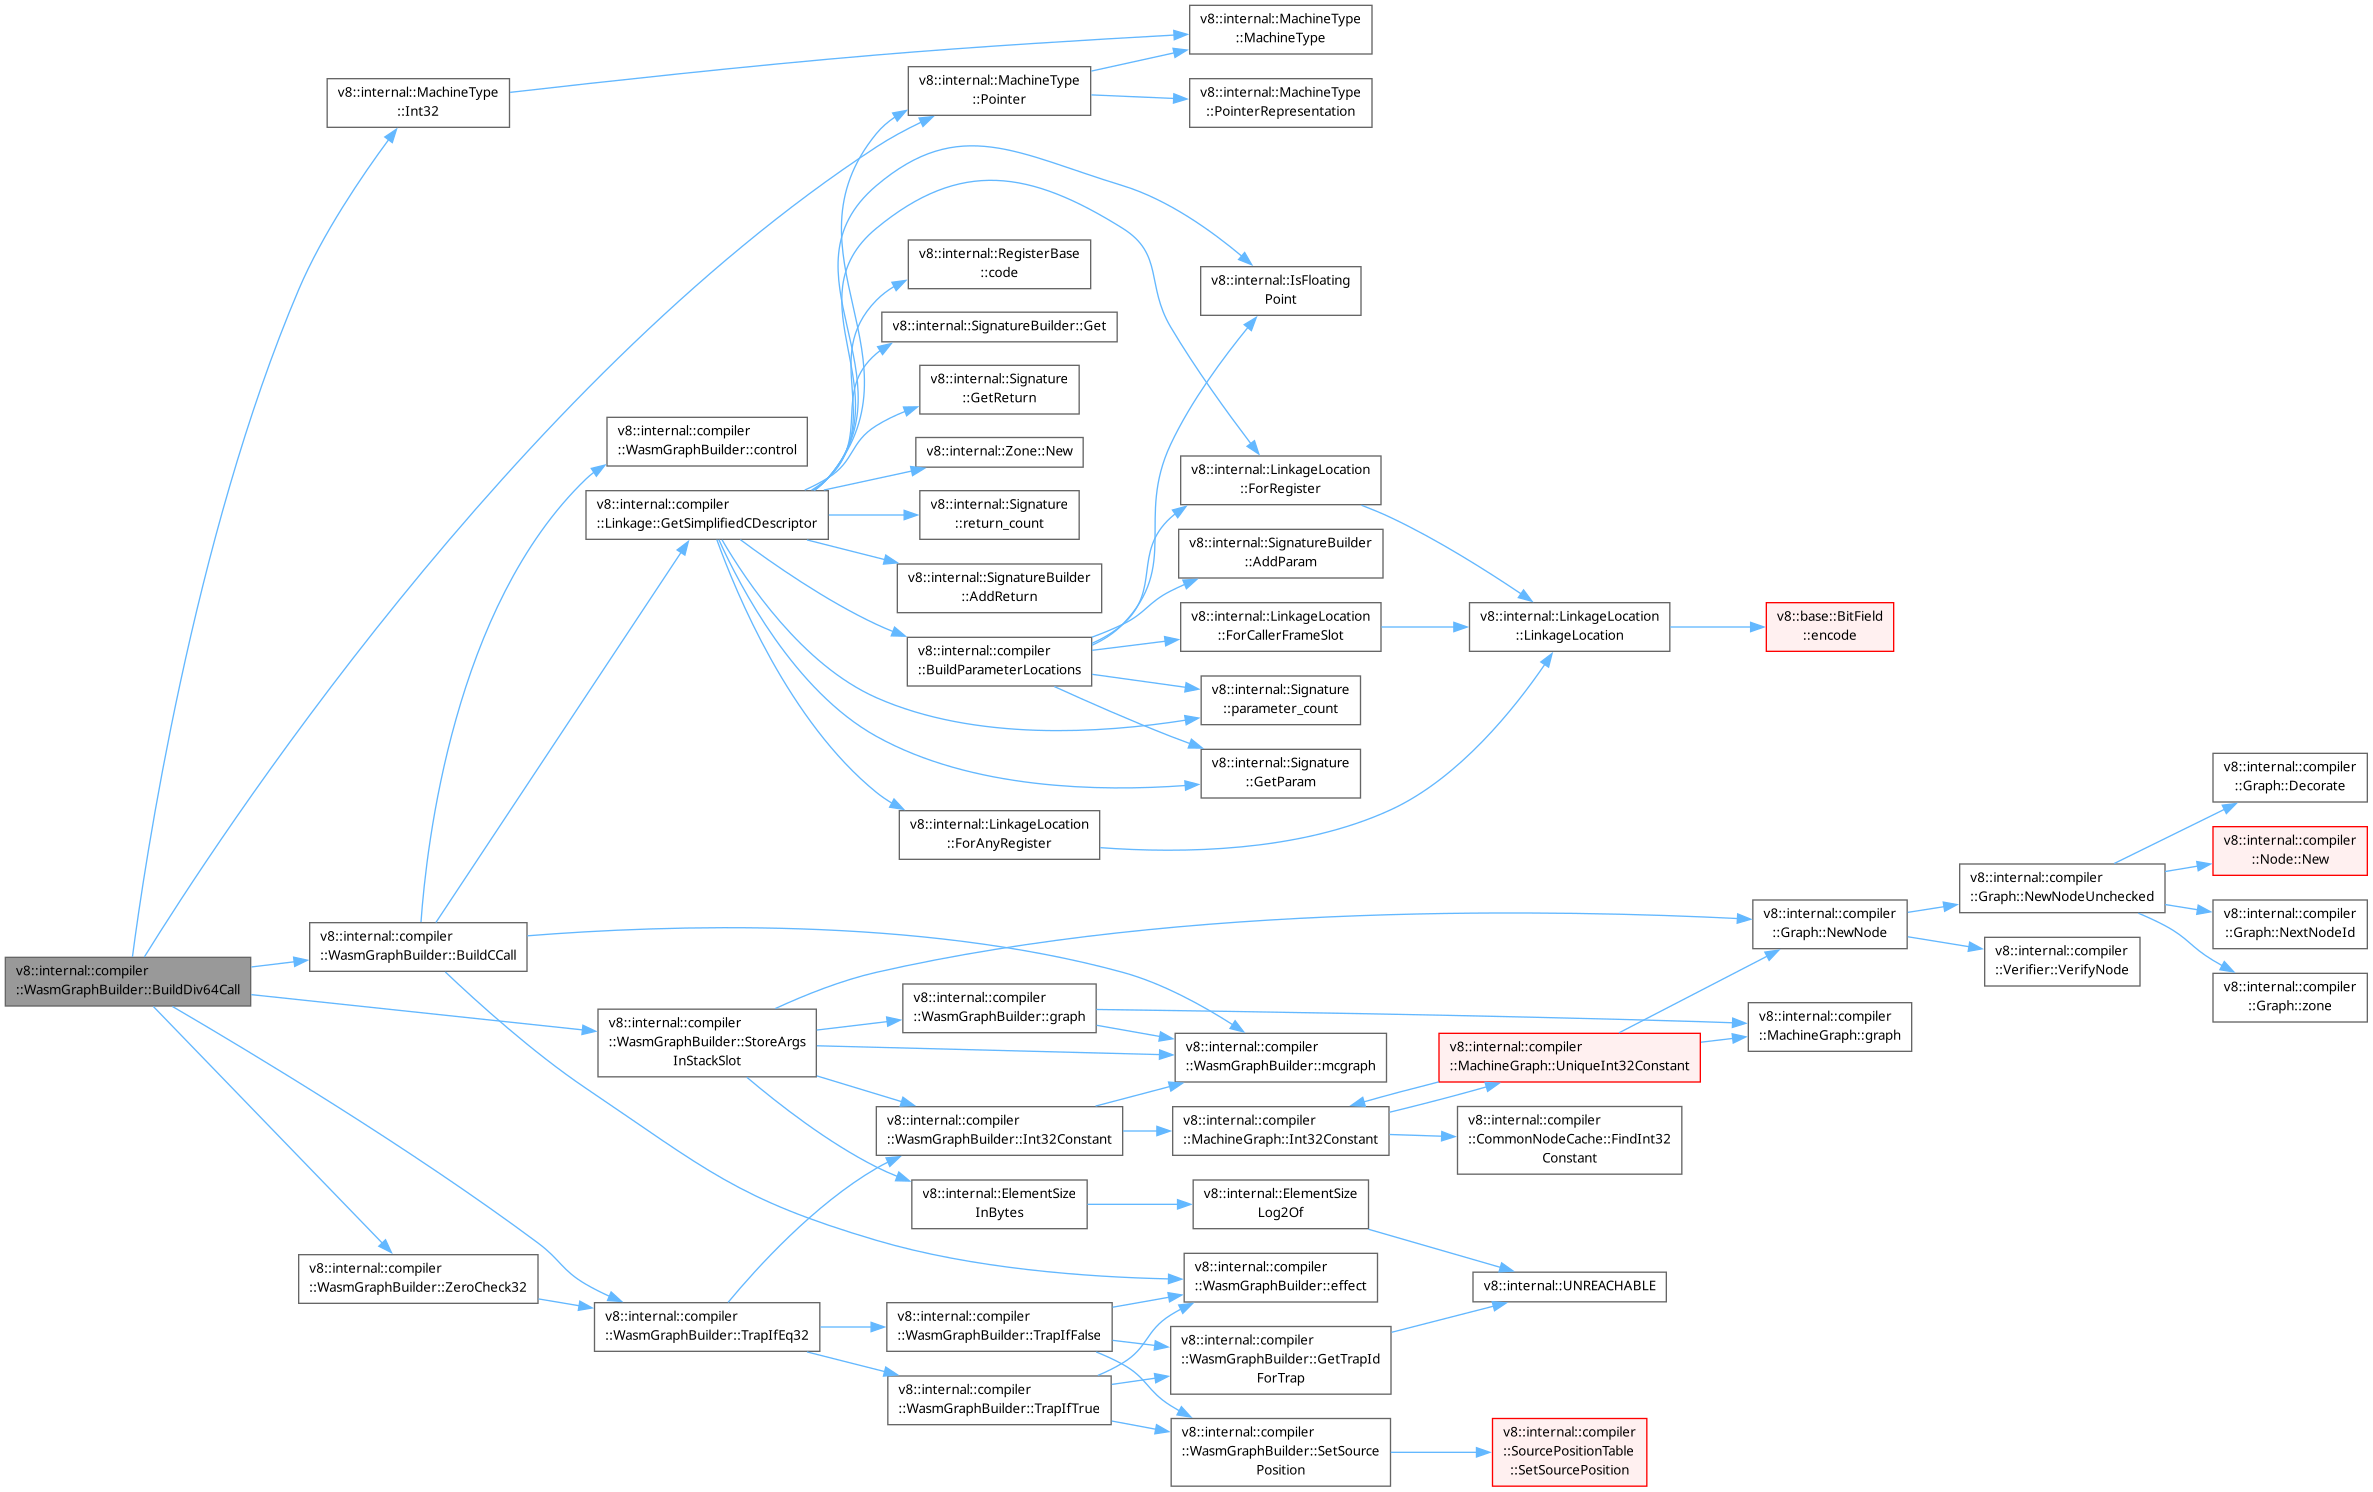 v8::internal::compiler
::WasmGraphBuilder::BuildDiv64Call
v8::internal::MachineType
::Int32
v8::internal::compiler
::WasmGraphBuilder::BuildCCall
v8::internal::compiler
::WasmGraphBuilder::ZeroCheck32
v8::internal::compiler
::WasmGraphBuilder::control
v8::internal::compiler
::Linkage::GetSimplifiedCDescriptor
v8::internal::compiler
::WasmGraphBuilder::StoreArgs
InStackSlot
v8::internal::compiler
::WasmGraphBuilder::TrapIfEq32
v8::internal::MachineType
::Pointer
v8::internal::RegisterBase
::code
v8::internal::SignatureBuilder::Get
v8::internal::Signature
::GetReturn
v8::internal::Zone::New
v8::internal::Signature
::return_count
v8::internal::SignatureBuilder
::AddReturn
v8::internal::compiler
::BuildParameterLocations
v8::internal::LinkageLocation
::ForAnyRegister
v8::internal::compiler
::WasmGraphBuilder::graph
v8::internal::compiler
::WasmGraphBuilder::Int32Constant
v8::internal::ElementSize
InBytes
v8::internal::compiler
::WasmGraphBuilder::TrapIfFalse
v8::internal::compiler
::WasmGraphBuilder::TrapIfTrue
v8::internal::MachineType
::MachineType
v8::internal::MachineType
::PointerRepresentation
v8::internal::IsFloating
Point
v8::internal::LinkageLocation
::ForRegister
v8::internal::SignatureBuilder
::AddParam
v8::internal::LinkageLocation
::ForCallerFrameSlot
v8::internal::Signature
::parameter_count
v8::internal::Signature
::GetParam
v8::internal::compiler
::WasmGraphBuilder::mcgraph
v8::internal::compiler
::MachineGraph::Int32Constant
v8::internal::ElementSize
Log2Of
v8::internal::compiler
::WasmGraphBuilder::effect
v8::internal::compiler
::WasmGraphBuilder::GetTrapId
ForTrap
v8::internal::compiler
::WasmGraphBuilder::SetSource
Position
v8::internal::LinkageLocation
::LinkageLocation
v8::internal::compiler
::MachineGraph::UniqueInt32Constant
v8::internal::compiler
::CommonNodeCache::FindInt32
Constant
v8::internal::UNREACHABLE
v8::internal::compiler
::SourcePositionTable
::SetSourcePosition
v8::base::BitField
::encode
v8::internal::compiler
::Graph::NewNode
v8::internal::compiler
::MachineGraph::graph
v8::internal::compiler
::Graph::NewNodeUnchecked
v8::internal::compiler
::Verifier::VerifyNode
v8::internal::compiler
::Graph::Decorate
v8::internal::compiler
::Node::New
v8::internal::compiler
::Graph::NextNodeId
v8::internal::compiler
::Graph::zone